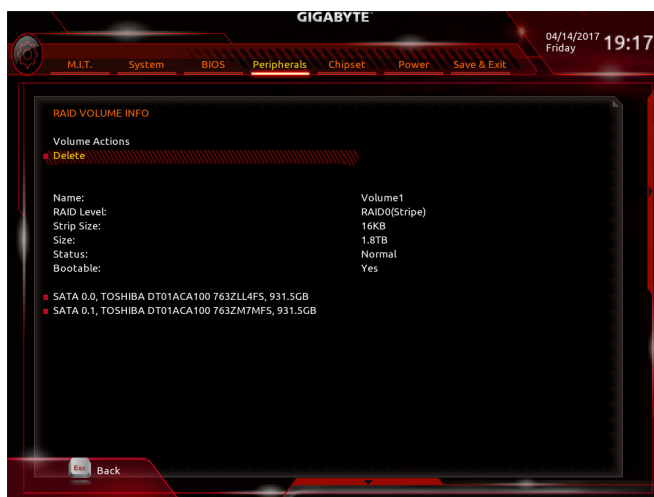 GIGABYTE
04/14/2017
Friday
19:17
M.I.T. System BIOS Peripherals Chipset Power Save & Exit
RAID VOLUME INFO
Volume Actions
Delete
Name: Volume1
RAID Level: RAID0(Stripe)
Strip Size: 16KB
Size: 1.8TB
Status: Normal
Bootable: Yes
SATA 0.0, TOSHIBA DT01ACA100 763ZLL4FS, 931.5GB
SATA 0.1, TOSHIBA DT01ACA100 763ZM7MFS, 931.5GB
Esc Back